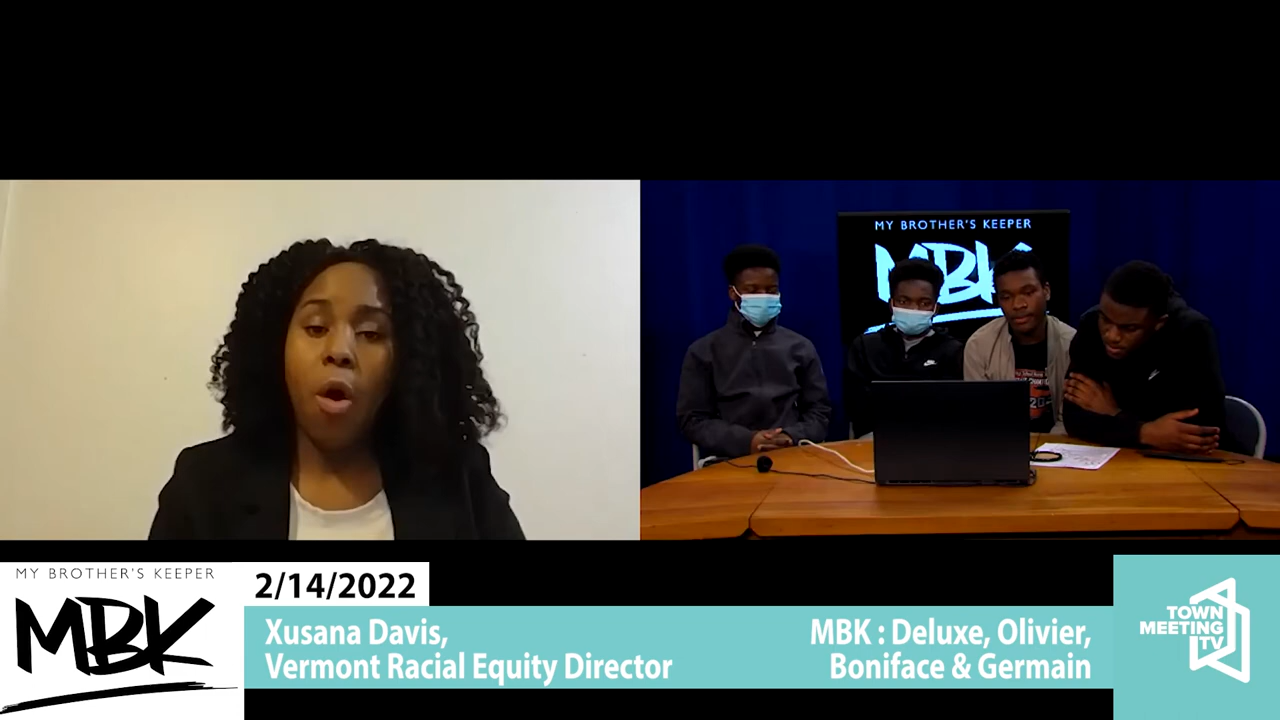 MY BROTHER'S KEEPER
MBK
MY BROTHER'S KEEPER
MBK
2/14/2022
Xusana Davis,
Vermont Racial Equity Director
MBK : Deluxe, Olivier,
Boniface & Germain
TOWN
MEETING
TV